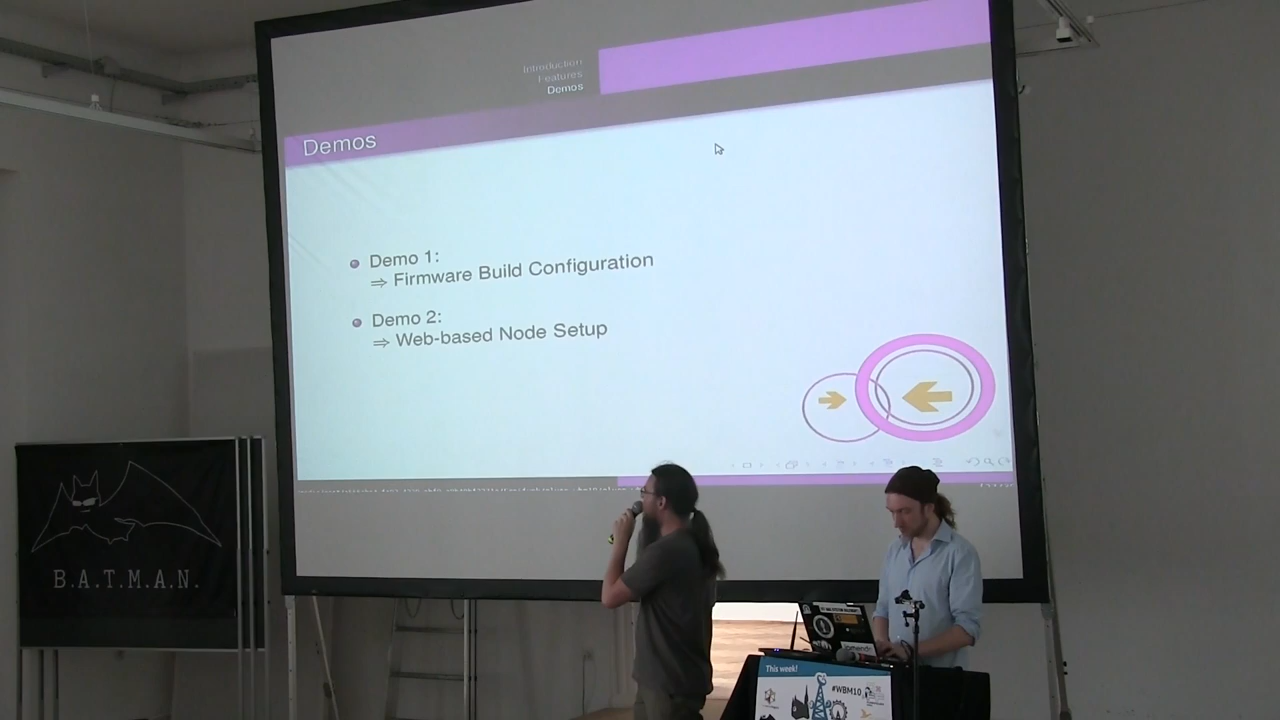 Introduction
Features
Demos
Demos
Demo 1:
⇒ Firmware Build Configuration
Demo 2:
⇒ Web-based Node Setup
B.A.T.M.A.N.
This week!
#WBM10